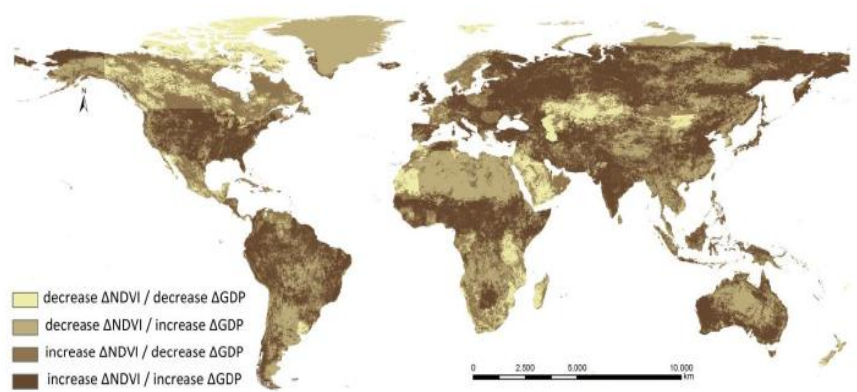 N
decrease ΔNDVI / decrease ΔGDP
decrease ΔNDVI / increase ΔGDP
increase ΔNDVI / decrease ΔGDP
increase ΔNDVI / increase ΔGDP
0 2.500 5.000 10.000
km